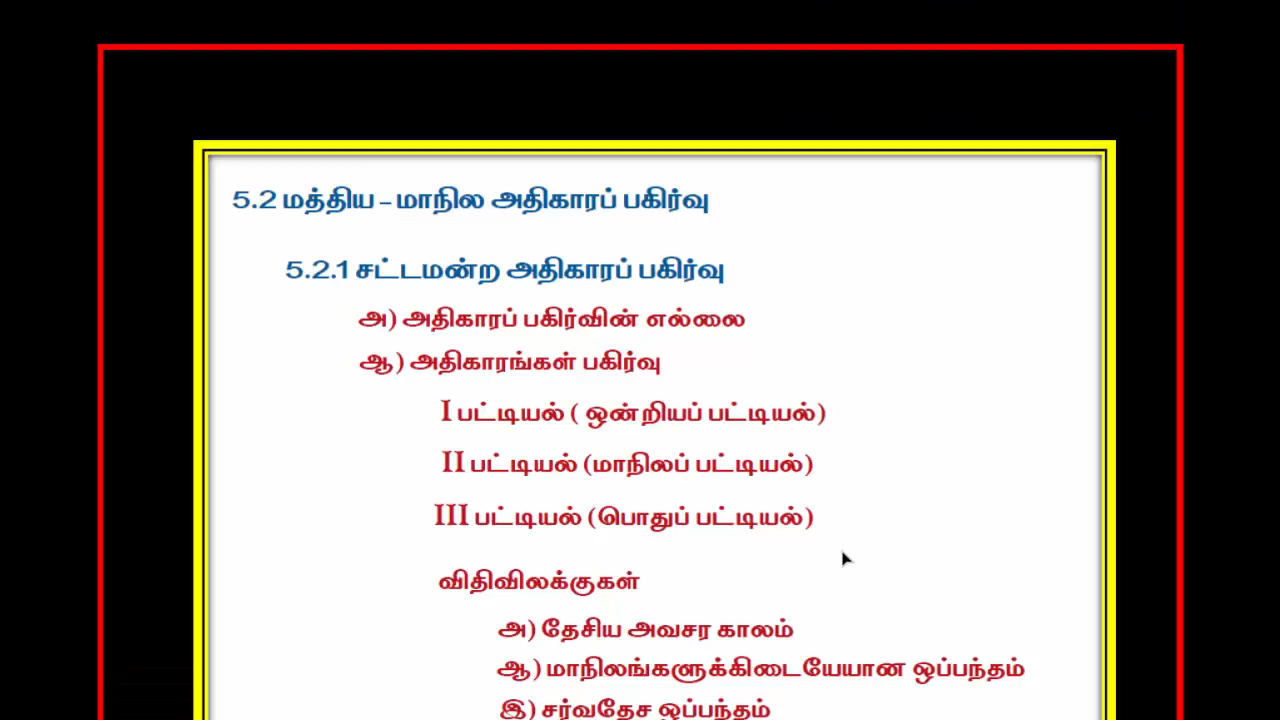 5.2 மத்திய – மாநில அதிகாரப் பகிர்வு
5.2.1 சட்டமன்ற அதிகாரப் பகிர்வு
அ) அதிகாரப் பகிர்வின் எல்லை
ஆ) அதிகாரங்கள் பகிர்வு
I பட்டியல் ( ஒன்றியப் பட்டியல்)
II பட்டியல் (மாநிலப் பட்டியல்)
III பட்டியல் (பொதுப் பட்டியல்)
விதிவிலக்குகள்
அ) தேசிய அவசர காலம்
ஆ) மாநிலங்களுக்கிடையேயான ஒப்பந்தம்
இ) சர்வதேச ஒப்பந்தம்